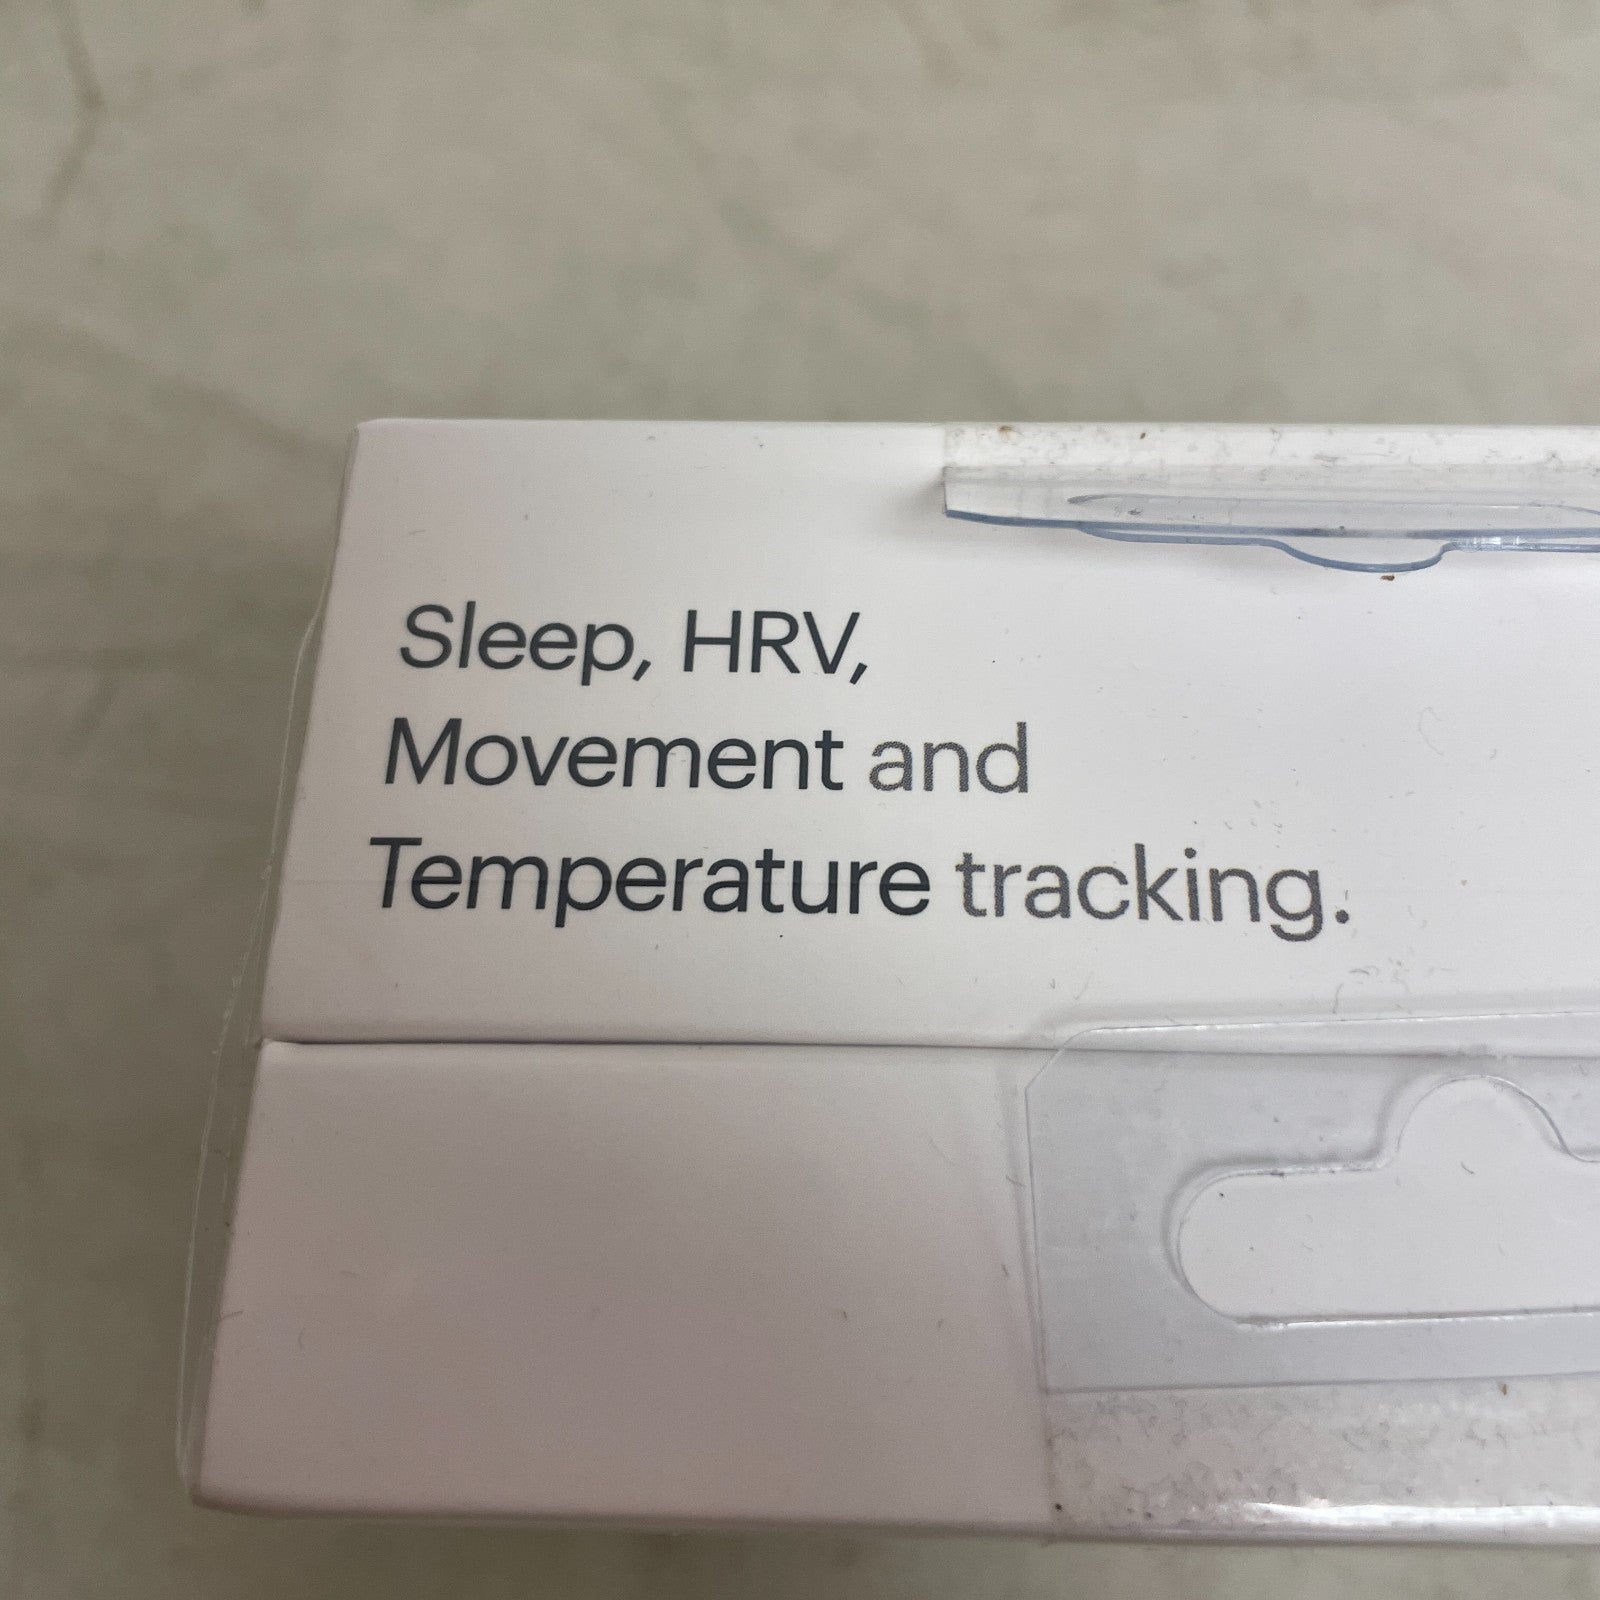 Sleep, HRV,
Movement and
Temperature tracking.